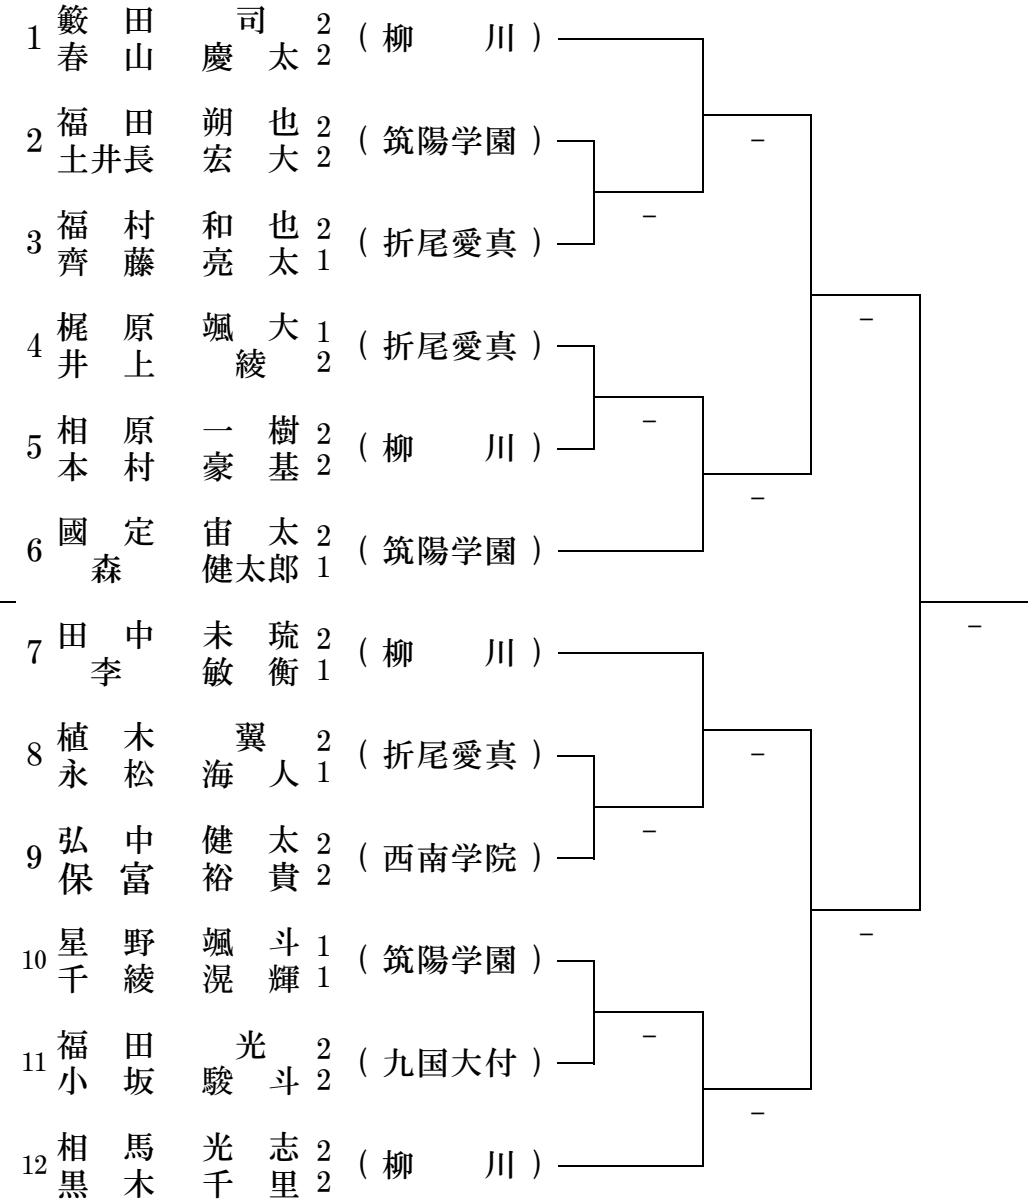 1 籔田 司 2 (柳川)
春山 慶太 2
2 福田 朔也 2 (筑陽学園)
土井長 宏大 2
3 福村 和也 2 (折尾愛真)
齊藤 亮太 1
4 梶原 颯大 1 (折尾愛真)
井上 綾 2
5 相原 一樹 2 (柳川)
本村 豪基 2
6 國定 宙太 2 (筑陽学園)
森 健太郎 1
7 田中 未琉 2 (柳川)
李 敏衡 1
8 植木 翼 2 (折尾愛真)
永松 海人 1
9 弘中 健太 2 (西南学院)
保富 裕貴 2
10 星野 颯斗 1 (筑陽学園)
千綾 滉輝 1
11 福田 光 2 (九国大付)
小坂 駿斗 2
12 相馬 光志 2 (柳川)
黒木 千里 2